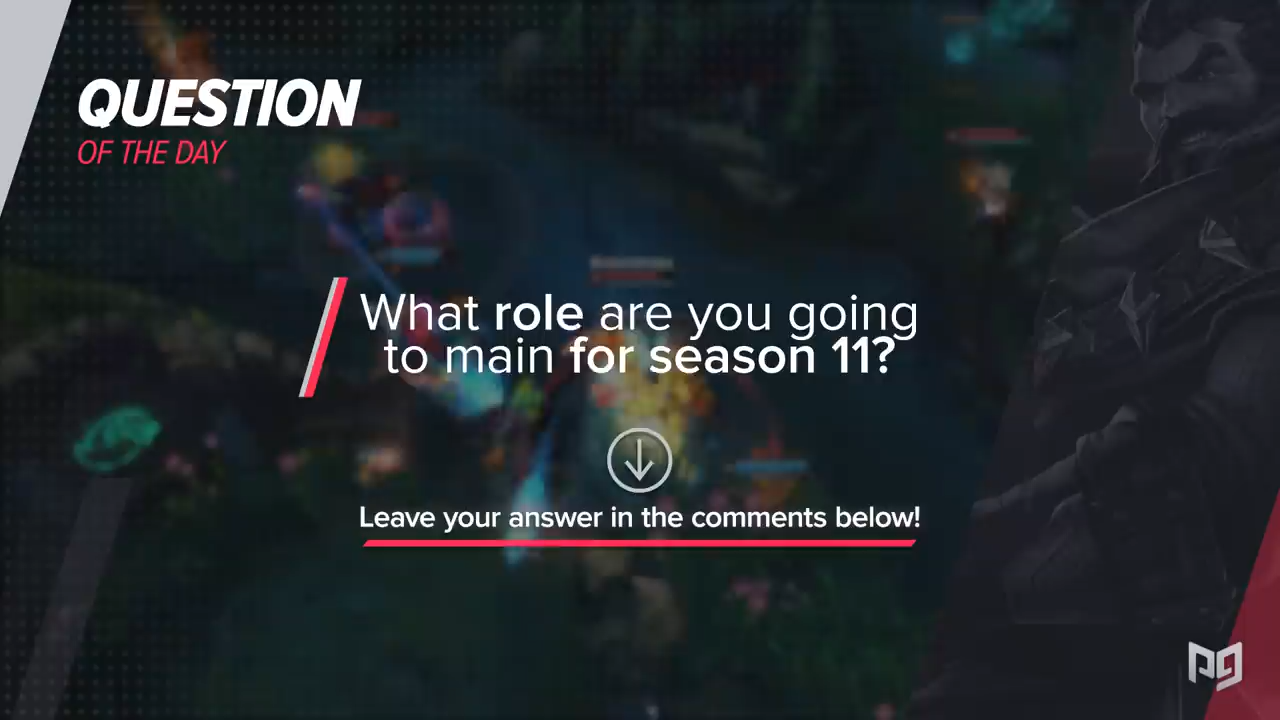 QUESTION
OF THE DAY
What role are you going
to main for season 11?
Leave your answer in the comments below!
pg